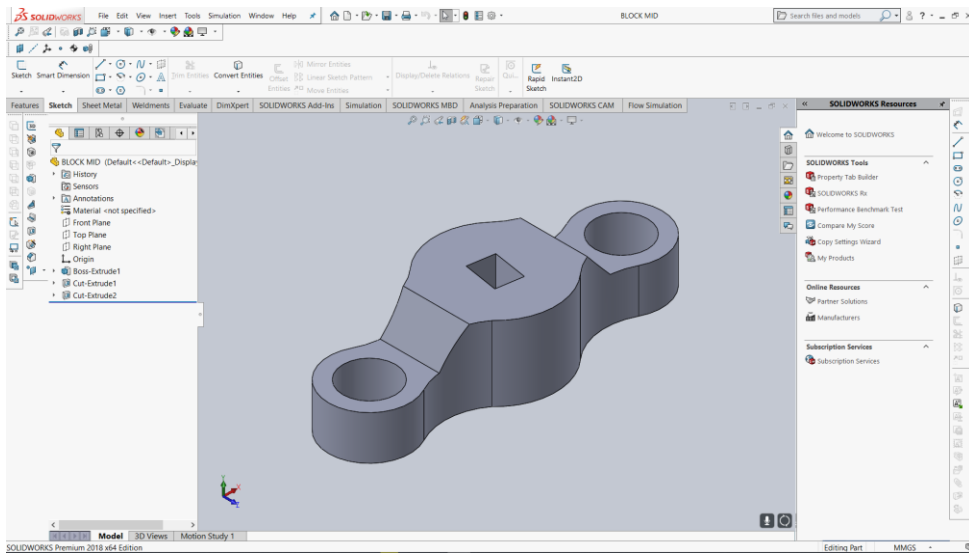 SOLIDWORKS File Edit View Insert Tools Simulation Window Help BLOCK MID Search files and models
Sketch Smart Dimension Trim Entities Convert Entities Offset Entities Mirror Entities Linear Sketch Pattern Move Entities Display/Delete Relations Repair Sketch Qui... Rapid Sketch Instant2D
Features Sketch Sheet Metal Weldments Evaluate DimXpert SOLIDWORKS Add-Ins Simulation SOLIDWORKS MBD Analysis Preparation SOLIDWORKS CAM Flow Simulation
SOLIDWORKS Resources
Welcome to SOLIDWORKS
SOLIDWORKS Tools
Property Tab Builder
SOLIDWORKS Rx
Performance Benchmark Test
Compare My Score
Copy Settings Wizard
My Products
Online Resources
Partner Solutions
Manufacturers
Subscription Services
Subscription Services
BLOCK MID (Default<<Default>_Display
History
Sensors
Annotations
Material <not specified>
Front Plane
Top Plane
Right Plane
Origin
Boss-Extrude1
Cut-Extrude1
Cut-Extrude2
Model 3D Views Motion Study 1
SOLIDWORKS Premium 2018 x64 Edition Editing Part MMGS